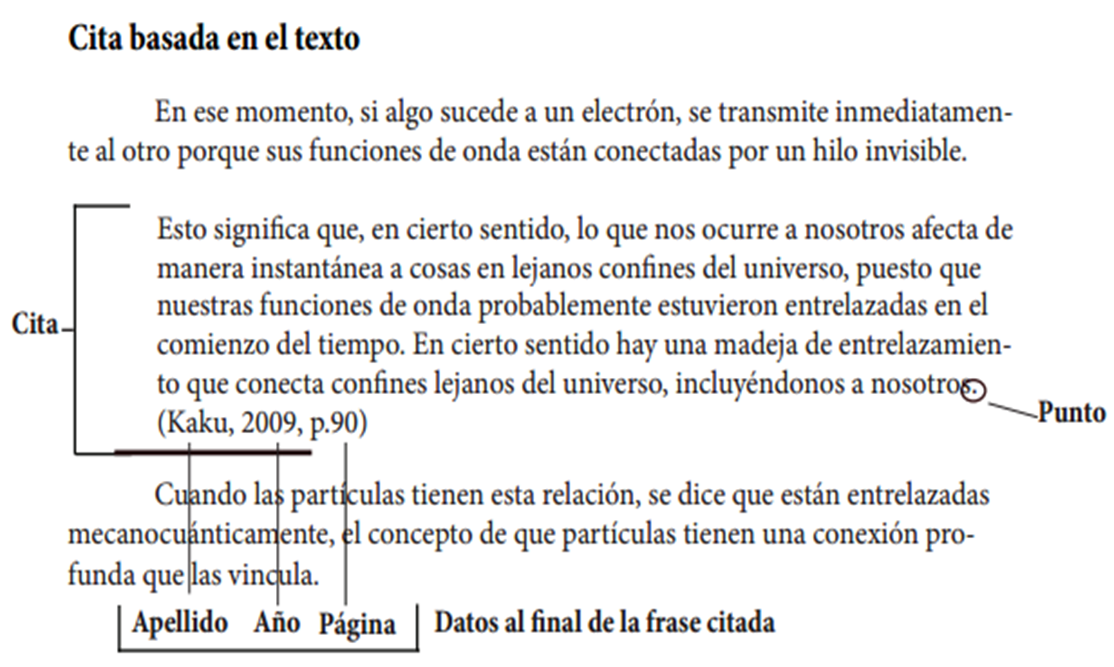 Cita basada en el texto
En ese momento, si algo sucede a un electrón, se transmite inmediatamen-
te al otro porque sus funciones de onda están conectadas por un hilo invisible.
Esto significa que, en cierto sentido, lo que nos ocurre a nosotros afecta de
manera instantánea a cosas en lejanos confines del universo, puesto que
nuestras funciones de onda probablemente estuvieron entrelazadas en el
Cita
comienzo del tiempo. En cierto sentido hay una madeja de entrelazamien-
to que conecta confines lejanos del universo, incluyéndonos a nosotros.
Punto
(Kaku, 2009, p.90)
Cuando las partículas tienen esta relación, se dice que están entrelazadas
mecanocuánticamente, el concepto de que partículas tienen una conexión pro-
funda que las vincula.
Apellido Año Página Datos al final de la frase citada